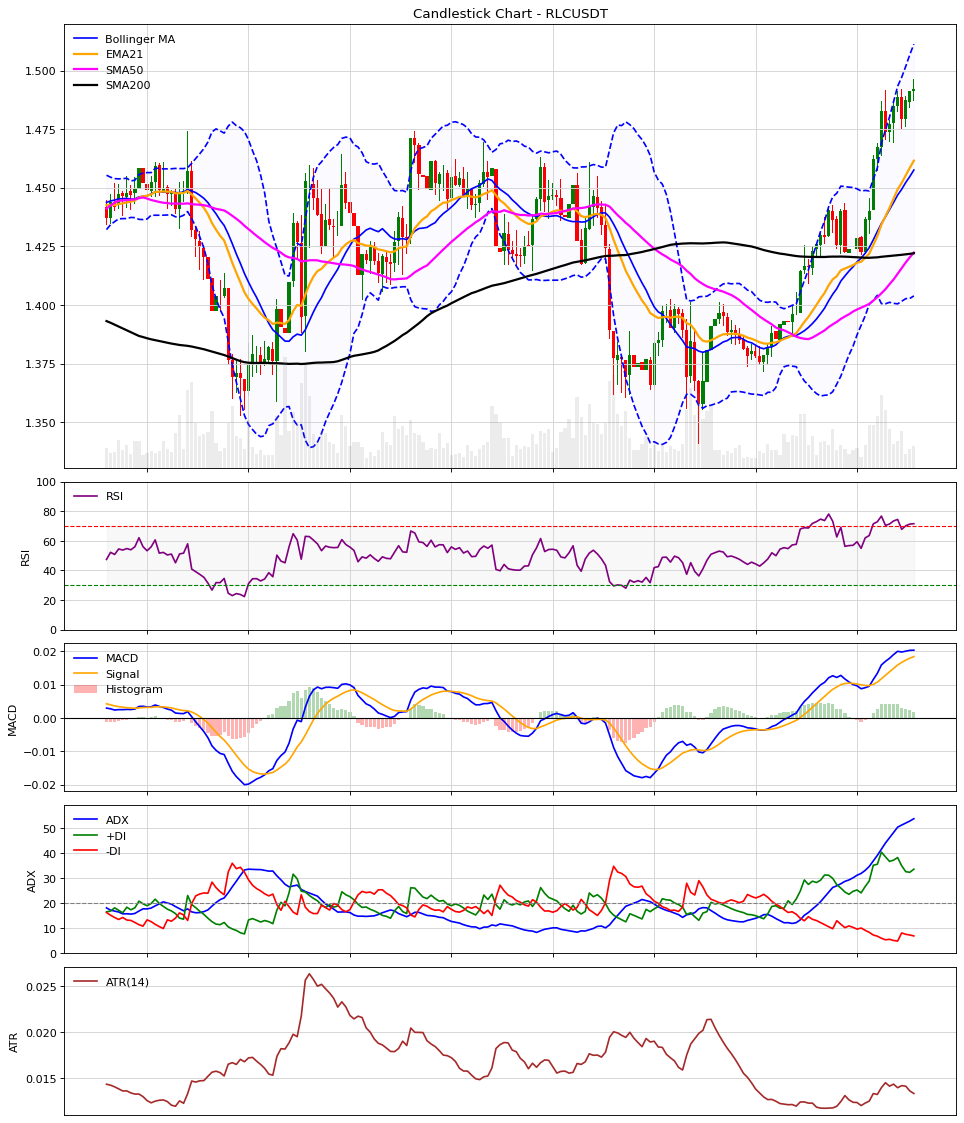 Candlestick Chart - RLCUSDT
Bollinger MA
EMA21
SMA50
SMA200
1.500
1.475
1.450
1.425
1.400
1.375
1.350
RSI
RSI
100
80
60
40
20
0
MACD
Signal
Histogram
MACD
0.02
0.01
0.00
−0.01
−0.02
ADX
+DI
-DI
ADX
50
40
30
20
10
0
ATR(14)
ATR
0.025
0.020
0.015